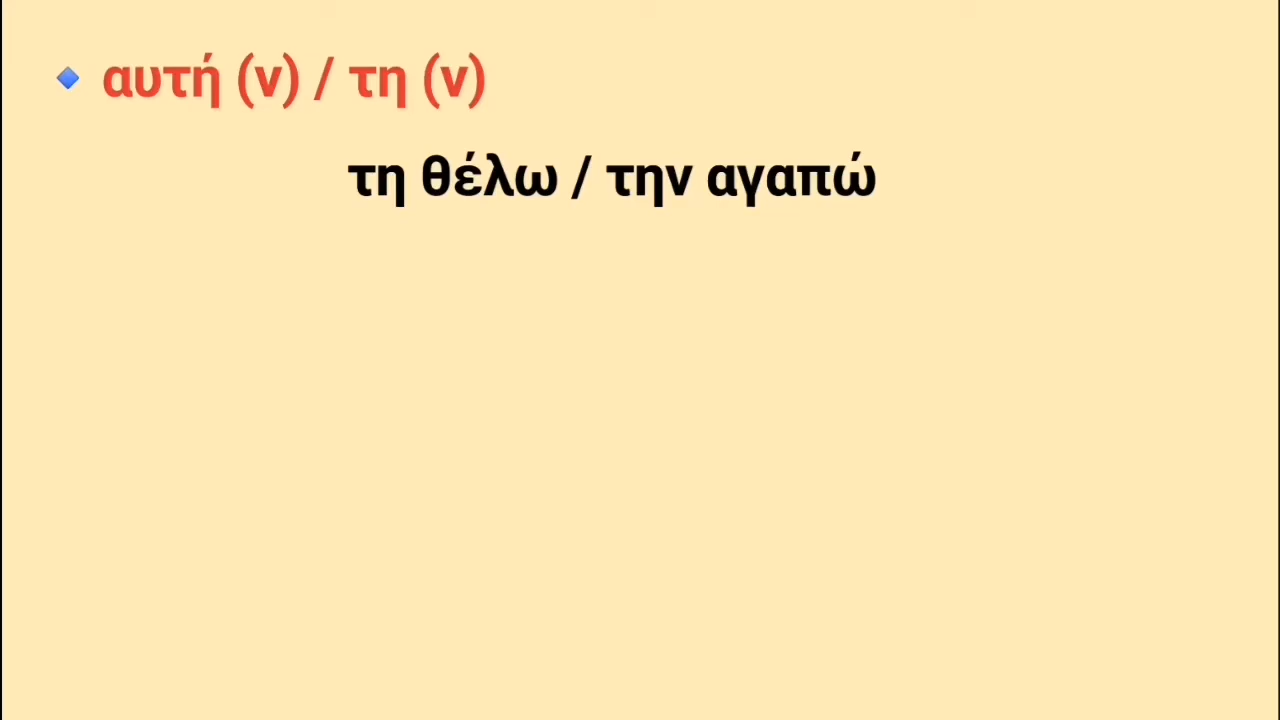 αυτή (ν) / τη (ν)
τη θέλω / την αγαπώ